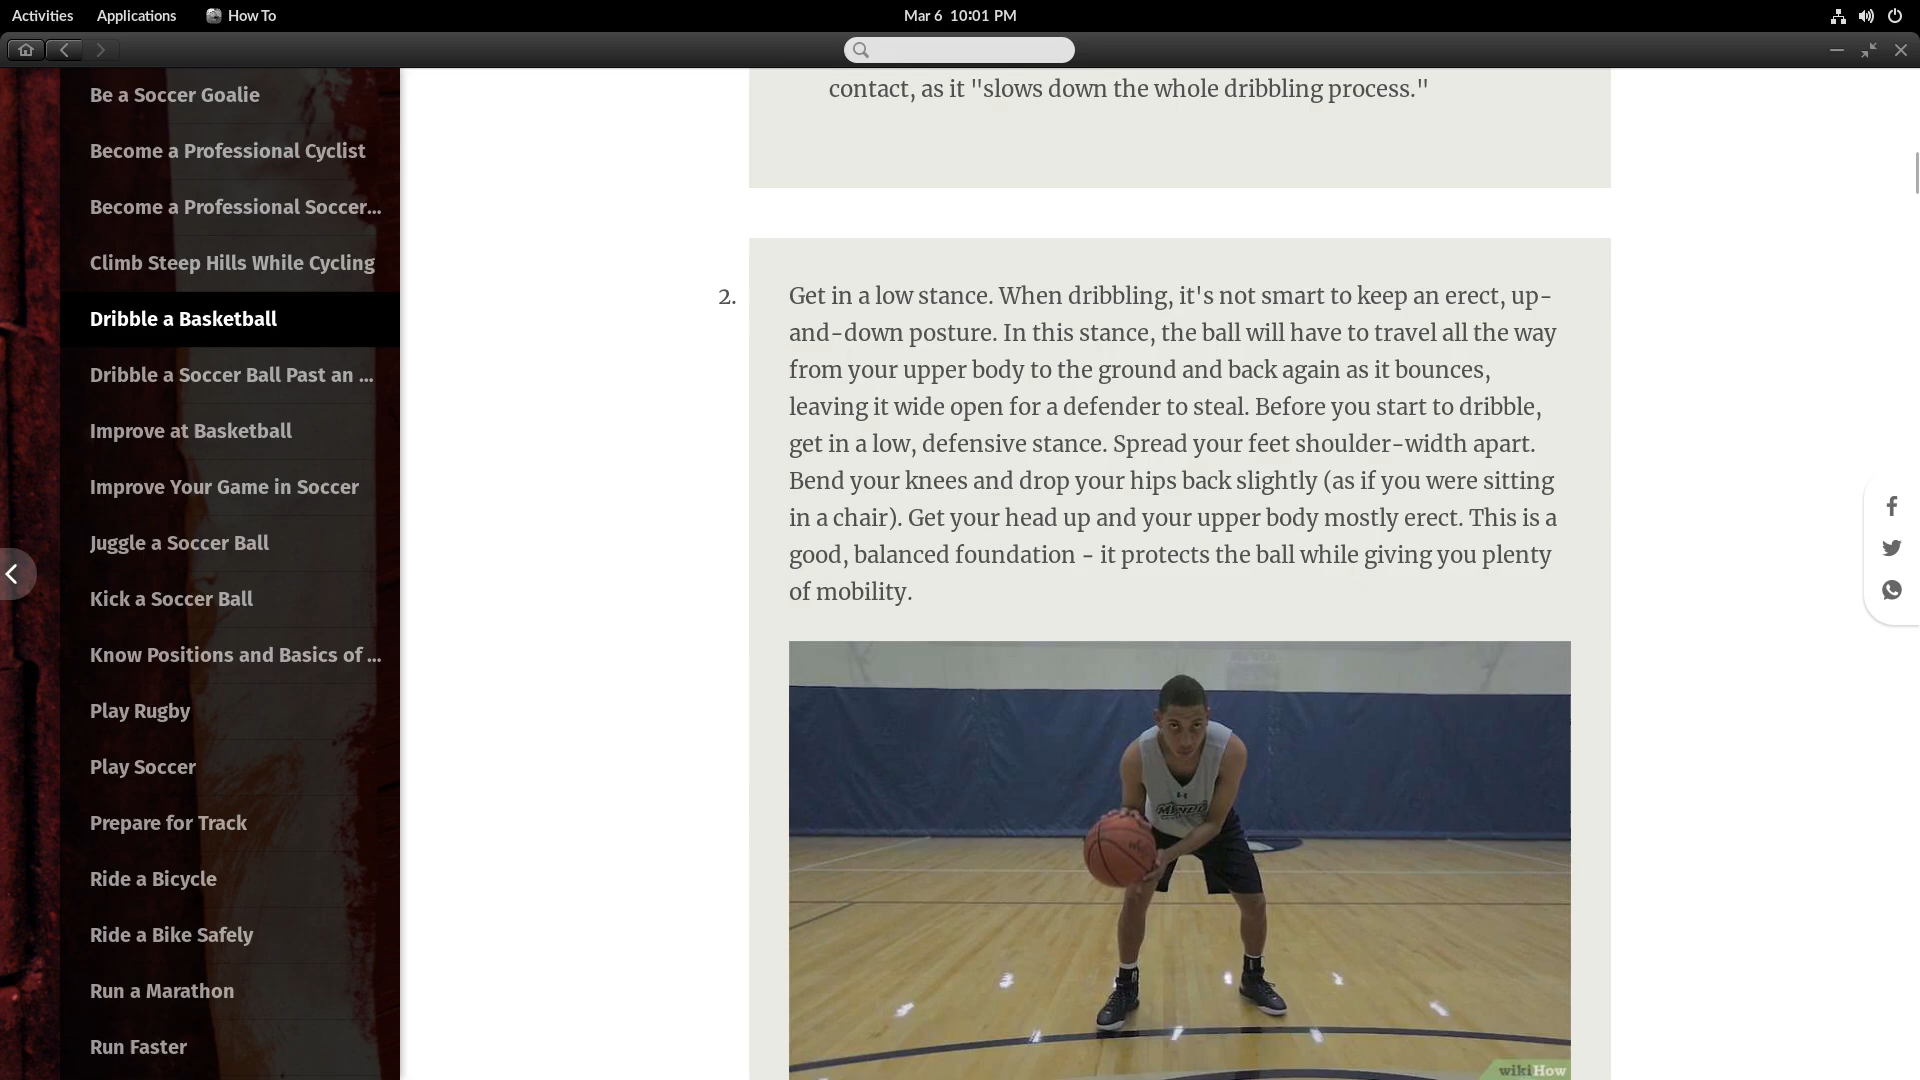 Activities
Applications
How To
Mar 6 10:01 PM
Be a Soccer Goalie
Become a Professional Cyclist
Become a Professional Soccer...
Climb Steep Hills While Cycling
Dribble a Basketball
Dribble a Soccer Ball Past an ...
Improve at Basketball
Improve Your Game in Soccer
Juggle a Soccer Ball
Kick a Soccer Ball
Know Positions and Basics of ...
Play Rugby
Play Soccer
Prepare for Track
Ride a Bicycle
Ride a Bike Safely
Run a Marathon
Run Faster
contact, as it "slows down the whole dribbling process."
2. Get in a low stance. When dribbling, it's not smart to keep an erect, up-
and-down posture. In this stance, the ball will have to travel all the way
from your upper body to the ground and back again as it bounces,
leaving it wide open for a defender to steal. Before you start to dribble,
get in a low, defensive stance. Spread your feet shoulder-width apart.
Bend your knees and drop your hips back slightly (as if you were sitting
in a chair). Get your head up and your upper body mostly erect. This is a
good, balanced foundation - it protects the ball while giving you plenty
of mobility.
wikiHow